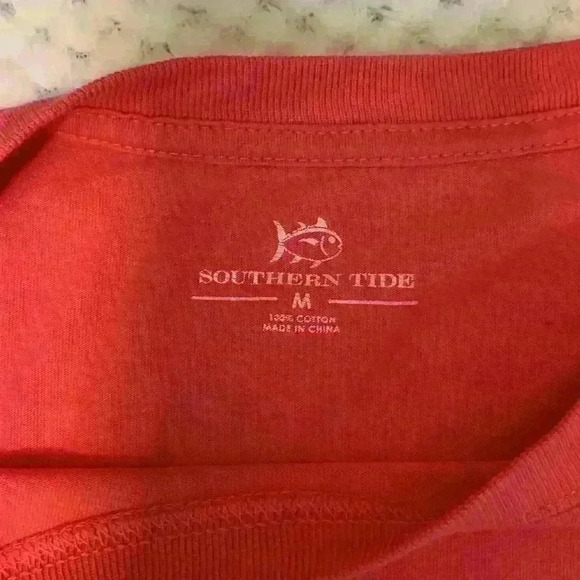 SOUTHERN TIDE
M
100% COTTON
MADE IN CHINA